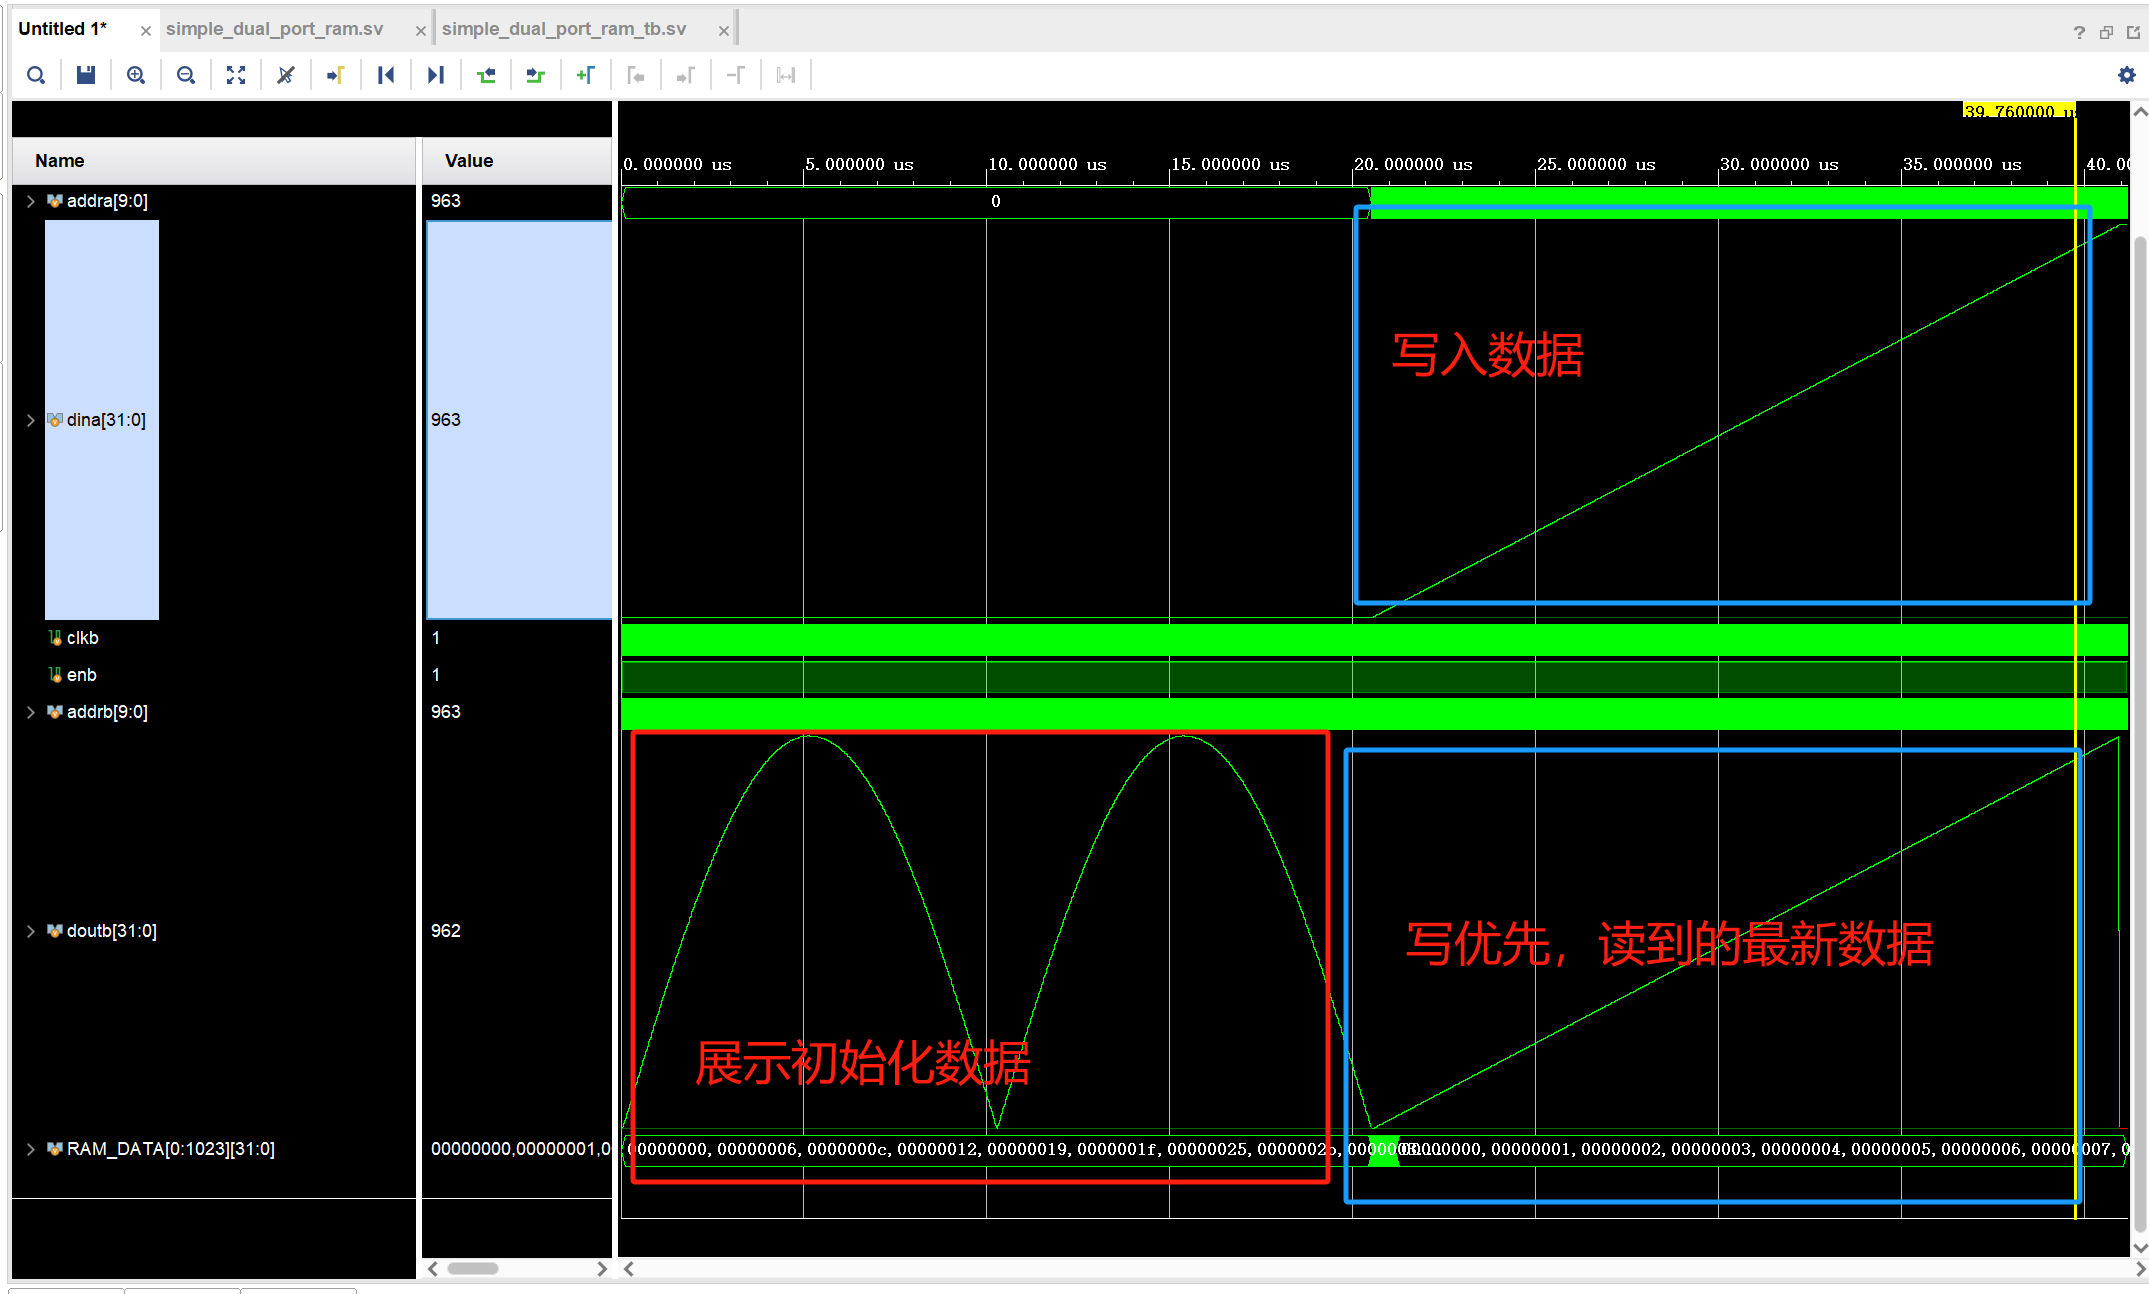 Untitled 1* × simple_dual_port_ram.sv × simple_dual_port_ram_tb.sv ×
?
39.760000 u
Name Value
0.000000 us 5.000000 us 10.000000 us 15.000000 us 20.000000 us 25.000000 us 30.000000 us 35.000000 us 40.00
addra[9:0] 963 0
写入数据
dina[31:0] 963
clkb 1
enb 1
addrb[9:0] 963
写优先，读到的最新数据
doutb[31:0] 962
展示初始化数据
RAM_DATA[0:1023][31:0] 00000000,00000001,0 00000000,00000006,0000000c,00000012,00000019,0000001f,00000025,0000002b, 00000000,00000001,00000002,00000003,00000004,00000005,00000006,00000007,0